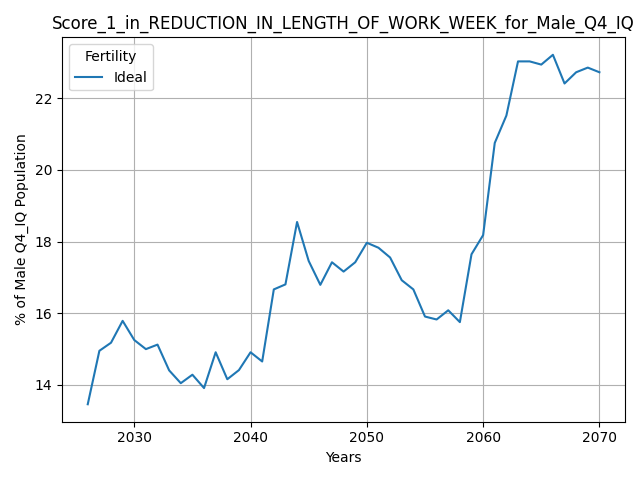 Score_1_in_REDUCTION_IN_LENGTH_OF_WORK_WEEK_for_Male_Q4_IQ
Fertility
Ideal
% of Male Q4_IQ Population
22
20
18
16
14
2030
2040
2050
2060
2070
Years